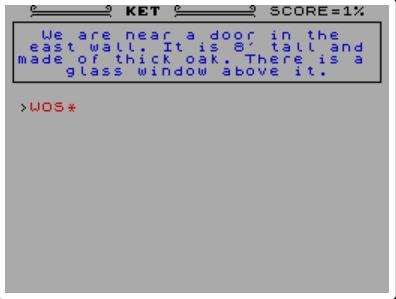 KET SCORE=1%
We are near a door in the
east wall. It is 8' tall and
made of thick oak. There is a
glass window above it.
>WOS*